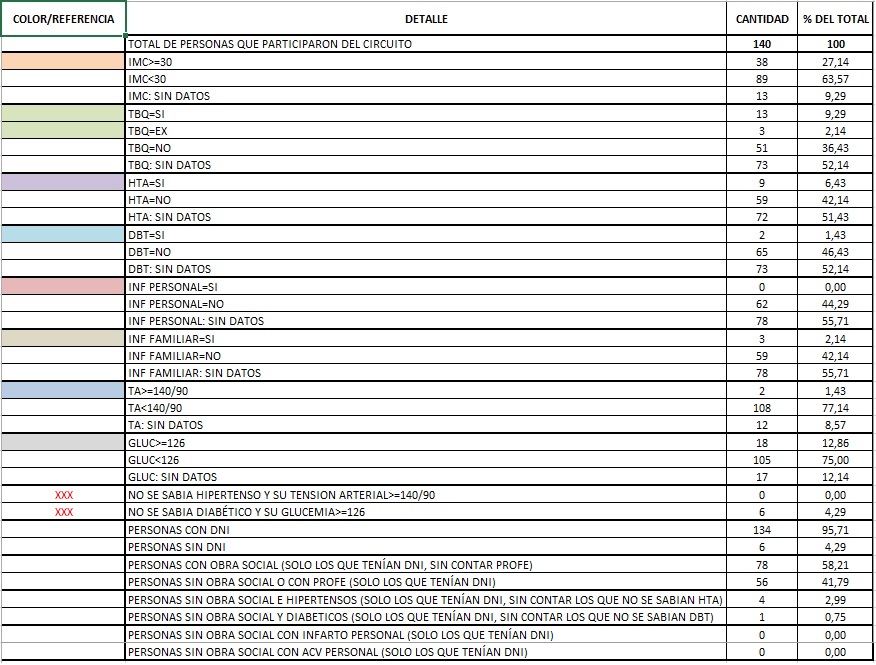 COLOR/REFERENCIA DETALLE CANTIDAD % DEL TOTAL
TOTAL DE PERSONAS QUE PARTICIPARON DEL CIRCUITO 140 100
IMC>=30 38 27,14
IMC<30 89 63,57
IMC: SIN DATOS 13 9,29
TBQ=SI 13 9,29
TBQ=EX 3 2,14
TBQ=NO 51 36,43
TBQ: SIN DATOS 73 52,14
HTA=SI 9 6,43
HTA=NO 59 42,14
HTA: SIN DATOS 72 51,43
DBT=SI 2 1,43
DBT=NO 65 46,43
DBT: SIN DATOS 73 52,14
INF PERSONAL=SI 0 0,00
INF PERSONAL=NO 62 44,29
INF PERSONAL: SIN DATOS 78 55,71
INF FAMILIAR=SI 3 2,14
INF FAMILIAR=NO 59 42,14
INF FAMILIAR: SIN DATOS 78 55,71
TA>=140/90 2 1,43
TA<140/90 108 77,14
TA: SIN DATOS 12 8,57
GLUC>=126 18 12,86
GLUC<126 105 75,00
GLUC: SIN DATOS 17 12,14
XXX NO SE SABIA HIPERTENSO Y SU TENSION ARTERIAL>=140/90 0 0,00
XXX NO SE SABIA DIABÉTICO Y SU GLUCEMIA>=126 6 4,29
PERSONAS CON DNI 134 95,71
PERSONAS SIN DNI 6 4,29
PERSONAS CON OBRA SOCIAL (SOLO LOS QUE TENÍAN DNI, SIN CONTAR PROFE) 78 58,21
PERSONAS SIN OBRA SOCIAL O CON PROFE (SOLO LOS QUE TENÍAN DNI) 56 41,79
PERSONAS SIN OBRA SOCIAL E HIPERTENSOS (SOLO LOS QUE TENÍAN DNI, SIN CONTAR LOS QUE NO SE SABIAN HTA) 4 2,99
PERSONAS SIN OBRA SOCIAL Y DIABETICOS (SOLO LOS QUE TENÍAN DNI, SIN CONTAR LOS QUE NO SE SABIAN DBT) 1 0,75
PERSONAS SIN OBRA SOCIAL CON INFARTO PERSONAL (SOLO LOS QUE TENÍAN DNI) 0 0,00
PERSONAS SIN OBRA SOCIAL CON ACV PERSONAL (SOLO LOS QUE TENÍAN DNI) 0 0,00